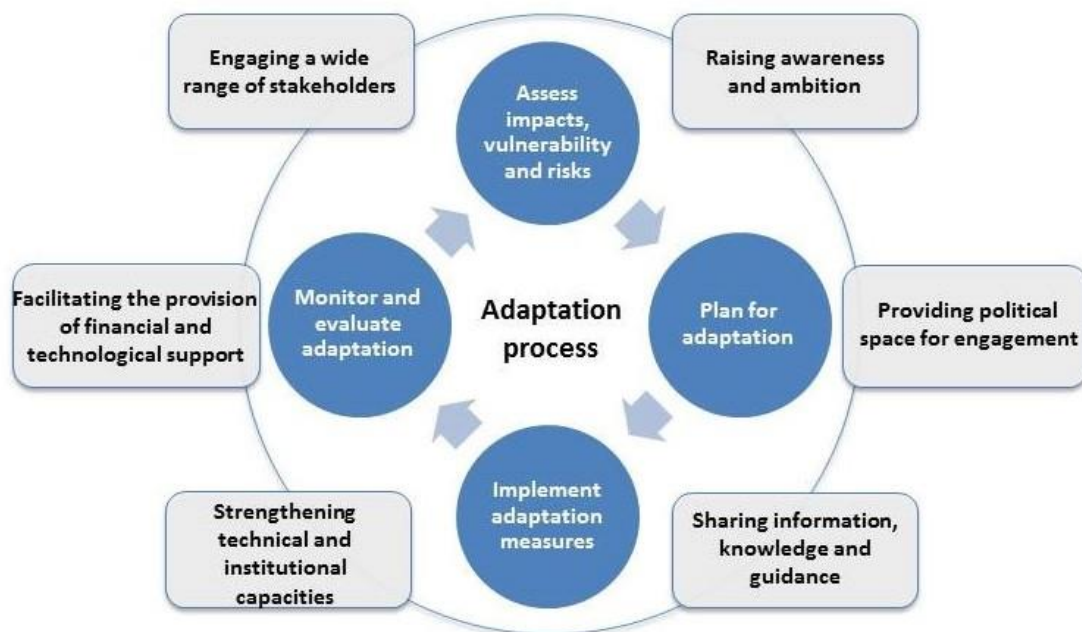 Engaging a wide
range of stakeholders
Raising awareness
and ambition
Assess
impacts,
vulnerability
and risks
Facilitating the provision
of financial and
technological support
Monitor and
evaluate
adaptation
Adaptation
process
Plan for
adaptation
Providing political
space for engagement
Implement
adaptation
measures
Strengthening
technical and
institutional
capacities
Sharing information,
knowledge and
guidance